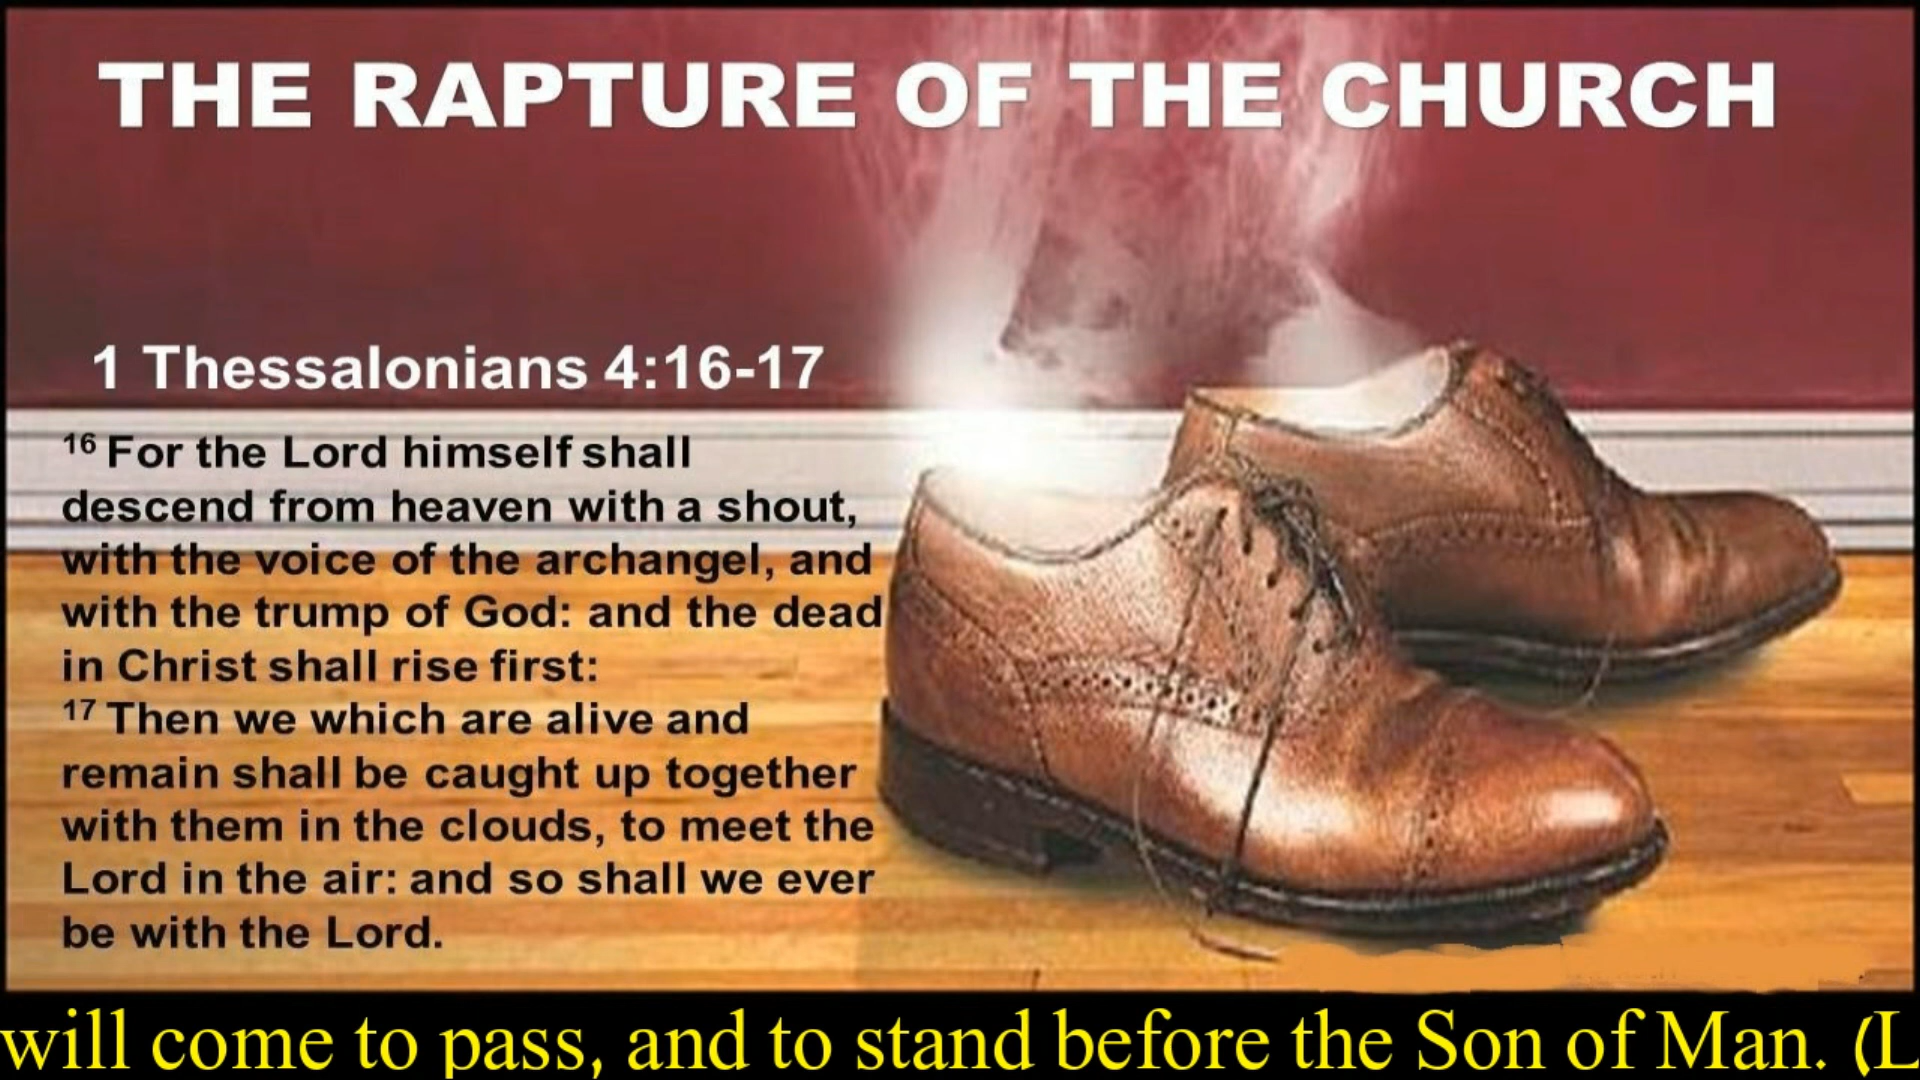 THE RAPTURE OF THE CHURCH
1 Thessalonians 4:16-17
16 For the Lord himself shall
descend from heaven with a shout,
with the voice of the archangel, and
with the trump of God: and the dead
in Christ shall rise first:
17 Then we which are alive and
remain shall be caught up together
with them in the clouds, to meet the
Lord in the air: and so shall we ever
be with the Lord.
will come to pass, and to stand before the Son of Man. (L